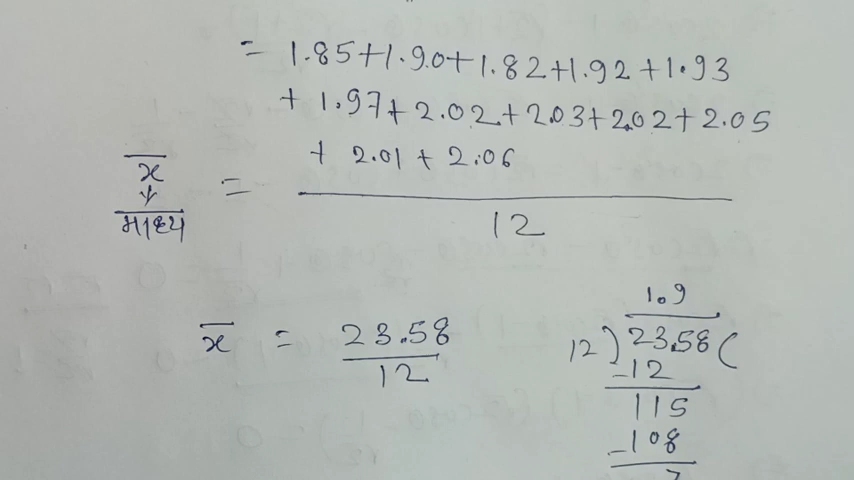 = 1.85+1.90+1.82+1.92+1.93
+ 1.97+2.02+2.03+2.02+2.05
+ 2.01 + 2.06
x̄ =
माध्य
12
x̄ = 23.58
12
1.9
12 ) 23.58 (
-12
115
-108
7